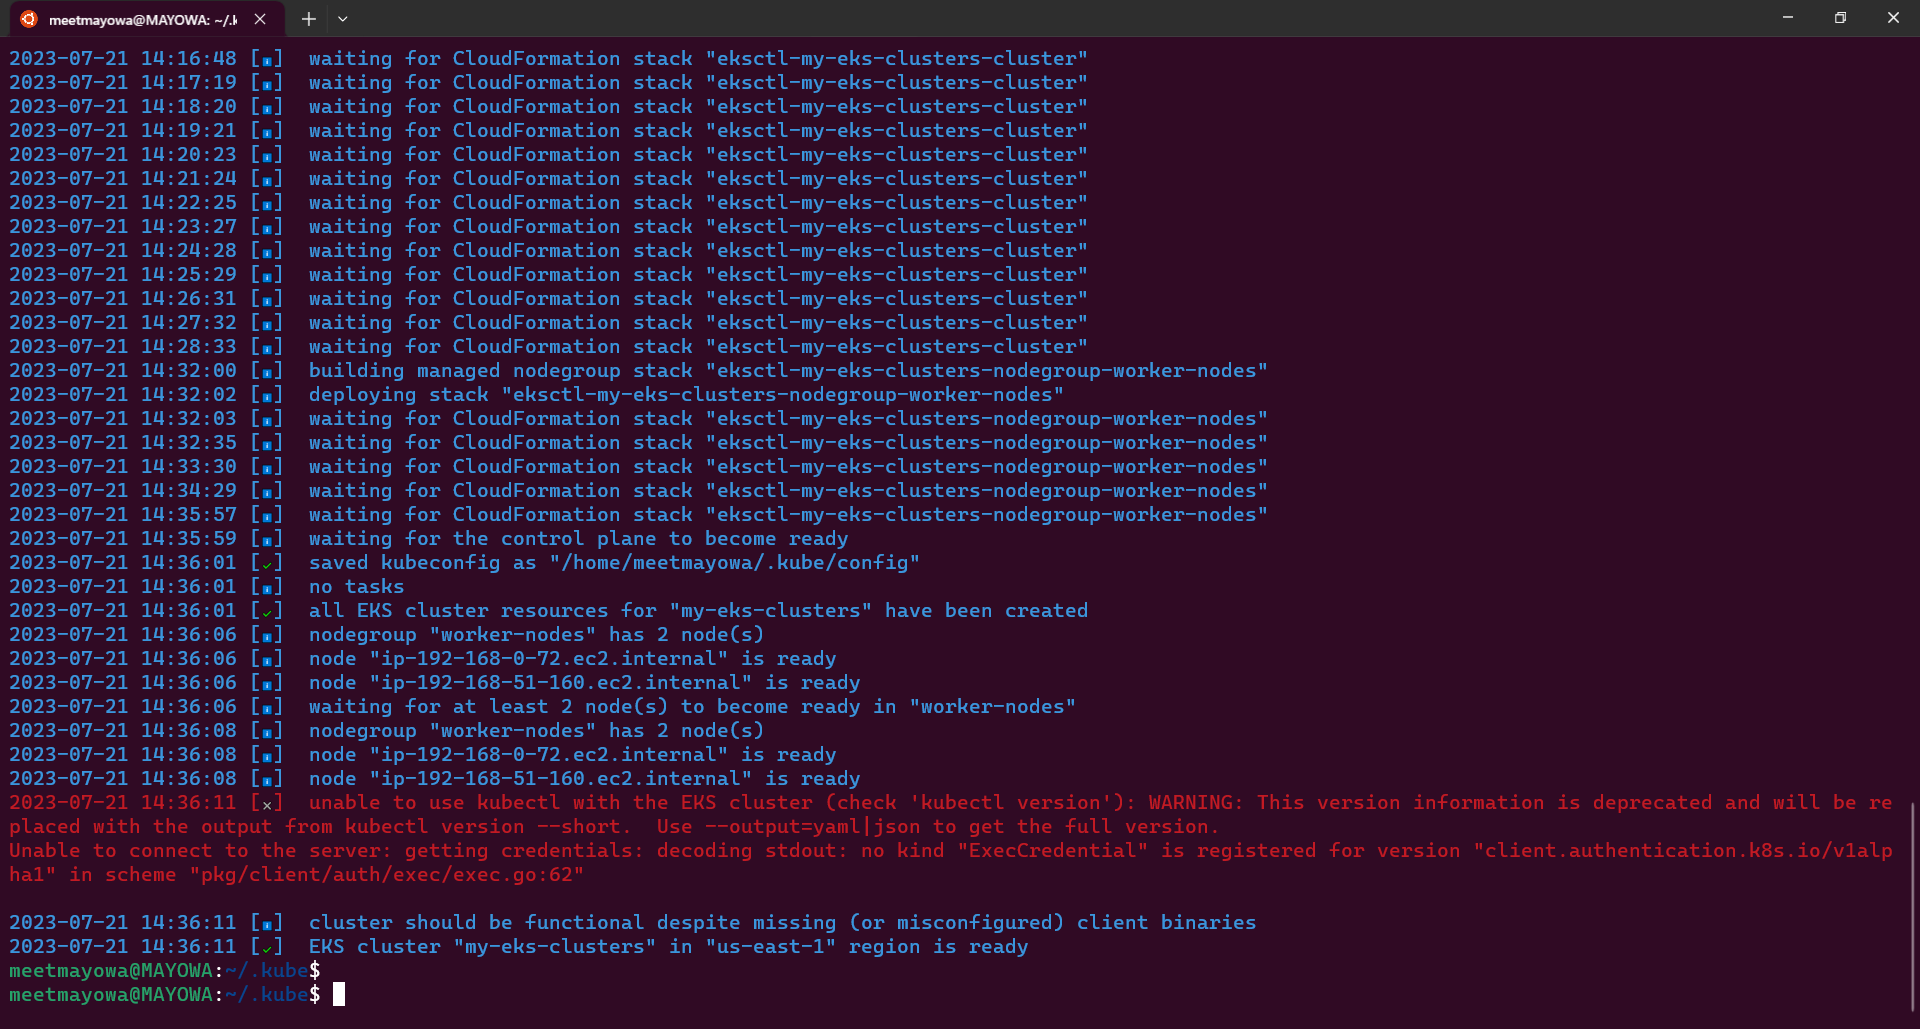 meetmayowa@MAYOWA: ~/.k
2023-07-21 14:16:48 [ℹ]  waiting for CloudFormation stack "eksctl-my-eks-clusters-cluster"
2023-07-21 14:17:19 [ℹ]  waiting for CloudFormation stack "eksctl-my-eks-clusters-cluster"
2023-07-21 14:18:20 [ℹ]  waiting for CloudFormation stack "eksctl-my-eks-clusters-cluster"
2023-07-21 14:19:21 [ℹ]  waiting for CloudFormation stack "eksctl-my-eks-clusters-cluster"
2023-07-21 14:20:23 [ℹ]  waiting for CloudFormation stack "eksctl-my-eks-clusters-cluster"
2023-07-21 14:21:24 [ℹ]  waiting for CloudFormation stack "eksctl-my-eks-clusters-cluster"
2023-07-21 14:22:25 [ℹ]  waiting for CloudFormation stack "eksctl-my-eks-clusters-cluster"
2023-07-21 14:23:27 [ℹ]  waiting for CloudFormation stack "eksctl-my-eks-clusters-cluster"
2023-07-21 14:24:28 [ℹ]  waiting for CloudFormation stack "eksctl-my-eks-clusters-cluster"
2023-07-21 14:25:29 [ℹ]  waiting for CloudFormation stack "eksctl-my-eks-clusters-cluster"
2023-07-21 14:26:31 [ℹ]  waiting for CloudFormation stack "eksctl-my-eks-clusters-cluster"
2023-07-21 14:27:32 [ℹ]  waiting for CloudFormation stack "eksctl-my-eks-clusters-cluster"
2023-07-21 14:28:33 [ℹ]  waiting for CloudFormation stack "eksctl-my-eks-clusters-cluster"
2023-07-21 14:32:00 [ℹ]  building managed nodegroup stack "eksctl-my-eks-clusters-nodegroup-worker-nodes"
2023-07-21 14:32:02 [ℹ]  deploying stack "eksctl-my-eks-clusters-nodegroup-worker-nodes"
2023-07-21 14:32:03 [ℹ]  waiting for CloudFormation stack "eksctl-my-eks-clusters-nodegroup-worker-nodes"
2023-07-21 14:32:35 [ℹ]  waiting for CloudFormation stack "eksctl-my-eks-clusters-nodegroup-worker-nodes"
2023-07-21 14:33:30 [ℹ]  waiting for CloudFormation stack "eksctl-my-eks-clusters-nodegroup-worker-nodes"
2023-07-21 14:34:29 [ℹ]  waiting for CloudFormation stack "eksctl-my-eks-clusters-nodegroup-worker-nodes"
2023-07-21 14:35:57 [ℹ]  waiting for CloudFormation stack "eksctl-my-eks-clusters-nodegroup-worker-nodes"
2023-07-21 14:35:59 [ℹ]  waiting for the control plane to become ready
2023-07-21 14:36:01 [✓]  saved kubeconfig as "/home/meetmayowa/.kube/config"
2023-07-21 14:36:01 [ℹ]  no tasks
2023-07-21 14:36:01 [✓]  all EKS cluster resources for "my-eks-clusters" have been created
2023-07-21 14:36:06 [ℹ]  nodegroup "worker-nodes" has 2 node(s)
2023-07-21 14:36:06 [ℹ]  node "ip-192-168-0-72.ec2.internal" is ready
2023-07-21 14:36:06 [ℹ]  node "ip-192-168-51-160.ec2.internal" is ready
2023-07-21 14:36:06 [ℹ]  waiting for at least 2 node(s) to become ready in "worker-nodes"
2023-07-21 14:36:08 [ℹ]  nodegroup "worker-nodes" has 2 node(s)
2023-07-21 14:36:08 [ℹ]  node "ip-192-168-0-72.ec2.internal" is ready
2023-07-21 14:36:08 [ℹ]  node "ip-192-168-51-160.ec2.internal" is ready
2023-07-21 14:36:11 [✕]  unable to use kubectl with the EKS cluster (check 'kubectl version'): WARNING: This version information is deprecated and will be re
placed with the output from kubectl version --short.  Use --output=yaml|json to get the full version.
Unable to connect to the server: getting credentials: decoding stdout: no kind "ExecCredential" is registered for version "client.authentication.k8s.io/v1alp
ha1" in scheme "pkg/client/auth/exec/exec.go:62"
2023-07-21 14:36:11 [ℹ]  cluster should be functional despite missing (or misconfigured) client binaries
2023-07-21 14:36:11 [✓]  EKS cluster "my-eks-clusters" in "us-east-1" region is ready
meetmayowa@MAYOWA:~/.kube$
meetmayowa@MAYOWA:~/.kube$